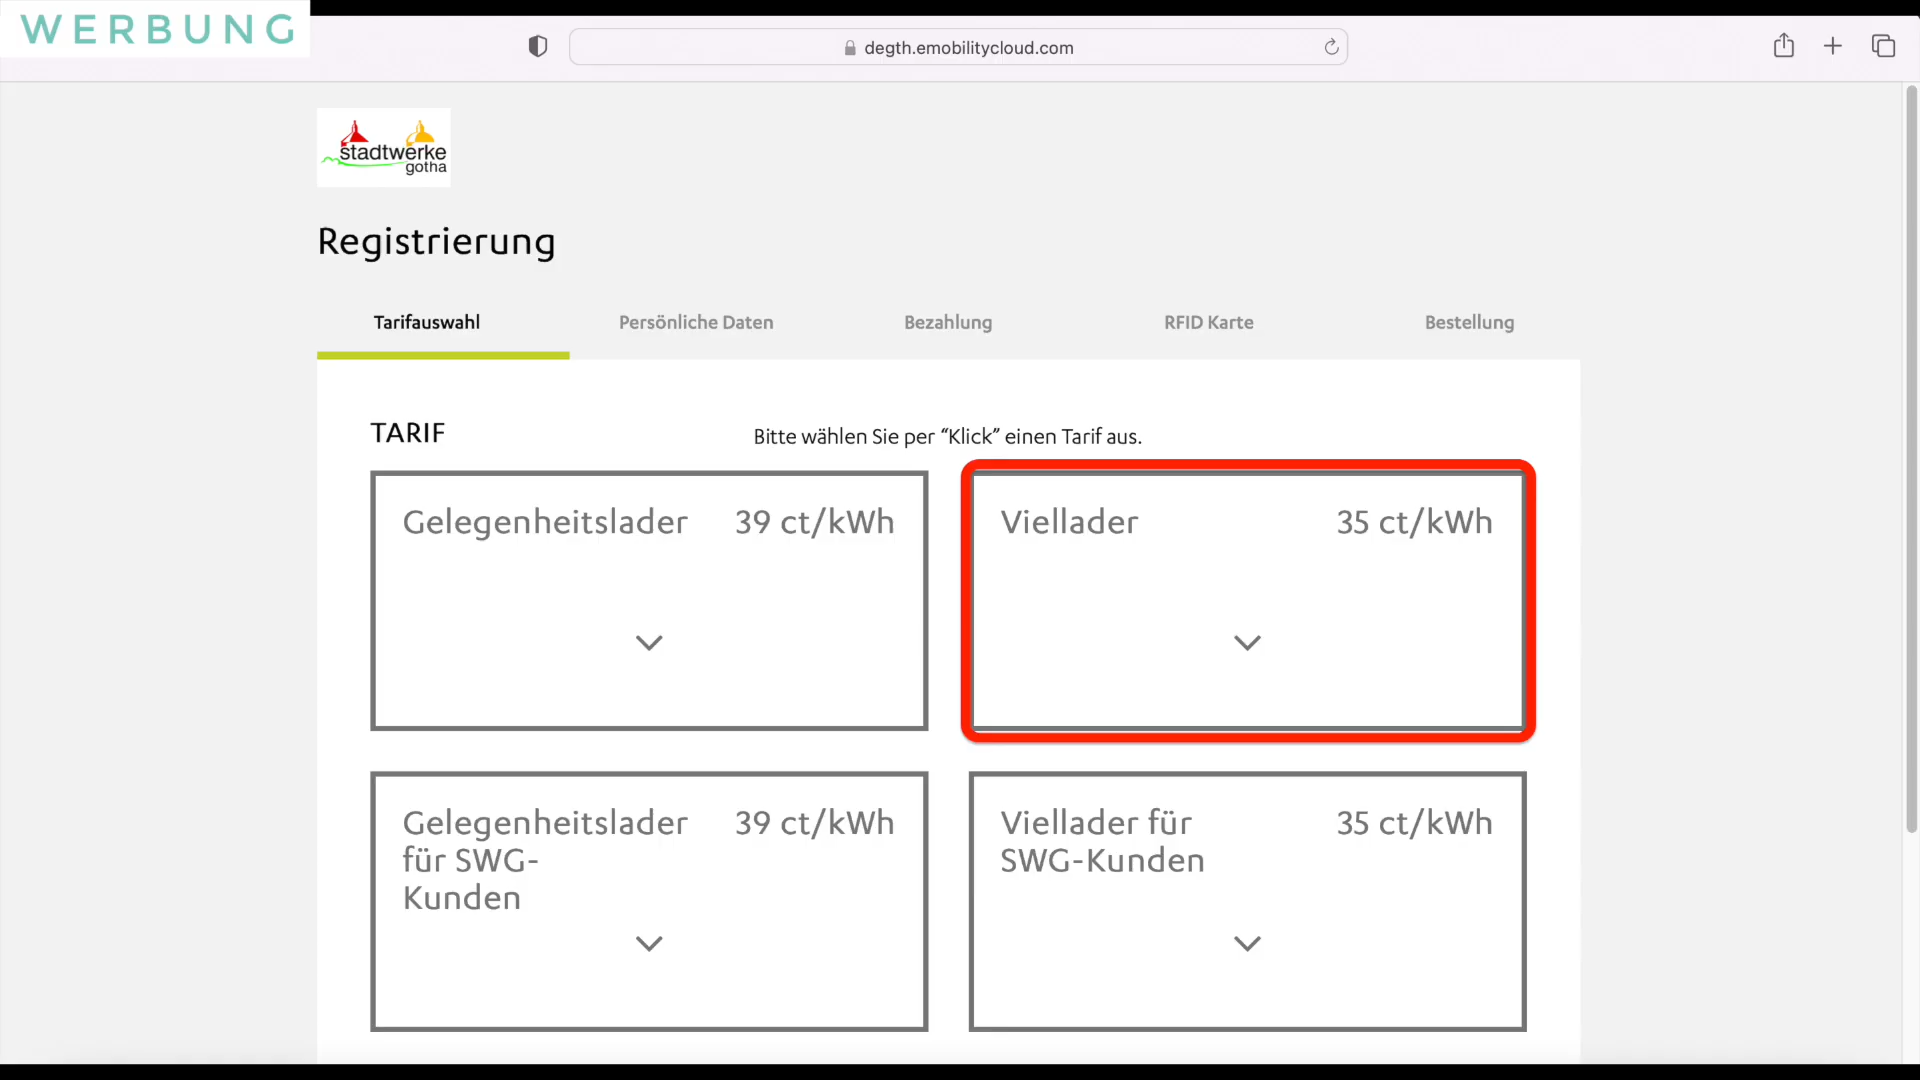 WERBUNG
degth.emobilitycloud.com
stadtwerke
gotha
Registrierung
Tarifauswahl
Persönliche Daten
Bezahlung
RFID Karte
Bestellung
TARIF
Bitte wählen Sie per “Klick” einen Tarif aus.
Gelegenheitslader 39 ct/kWh
Viellader 35 ct/kWh
Gelegenheitslader 39 ct/kWh
für SWG-
Kunden
Viellader für 35 ct/kWh
SWG-Kunden